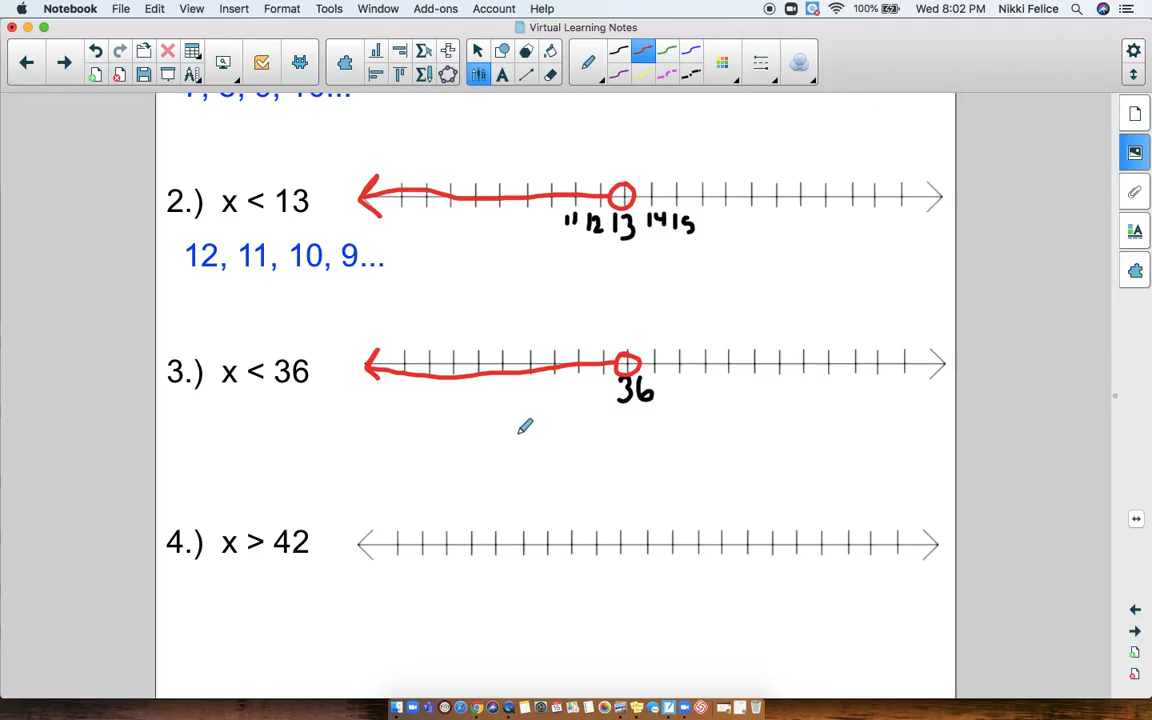 Notebook File Edit View Insert Format Tools Window Add-ons Account Help 100% Wed 8:02 PM Nikki Felice
Virtual Learning Notes
2.) x < 13
11 12 13 14 15
12, 11, 10, 9...
3.) x < 36
36
4.) x > 42